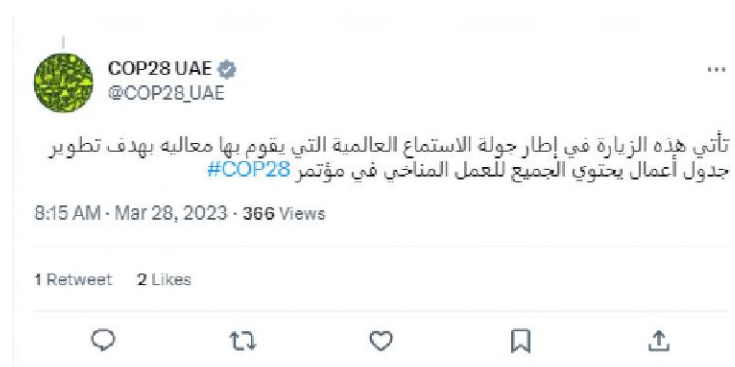 COP28 UAE
@COP28_UAE
تأتي هذه الزيارة في إطار جولة الاستماع العالمية التي يقوم بها معاليه بهدف تطوير
جدول أعمال يحتوي الجميع للعمل المناخي في مؤتمر #COP28
8:15 AM · Mar 28, 2023 · 366 Views
1 Retweet 2 Likes